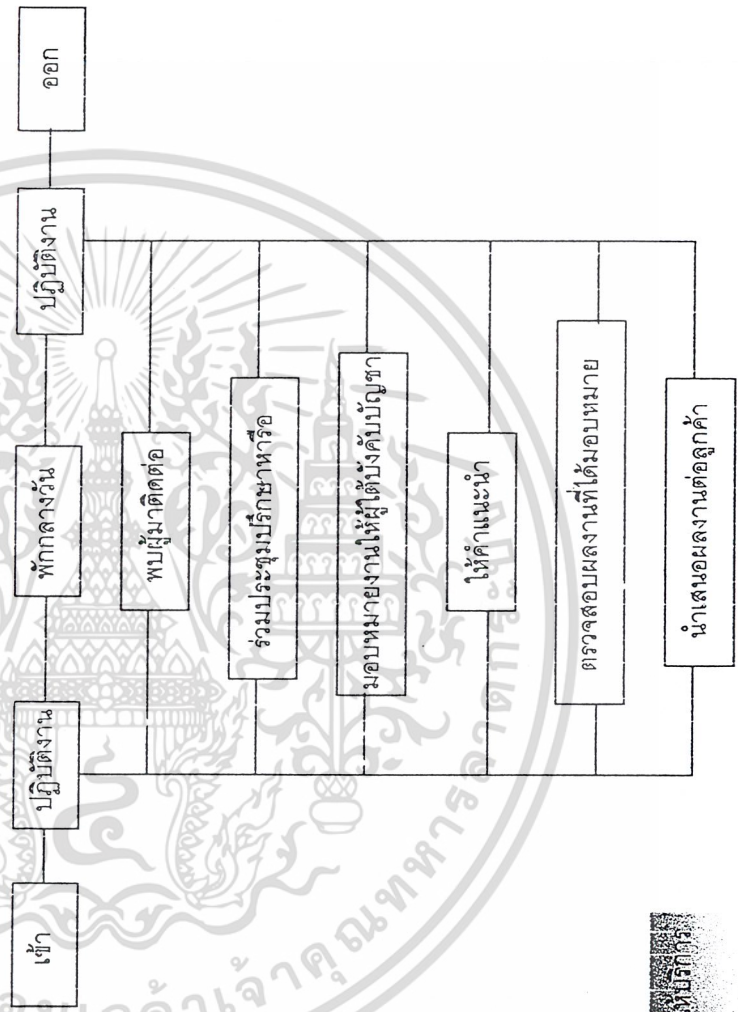 เข้า
ปฏิบัติงาน
พักกลางวัน
ปฏิบัติงาน
ออก
พบผู้มาติดต่อ
ร่วมประชุมปรึกษาหารือ
มอบหมายงานให้ผู้ใต้บังคับบัญชา
ให้คำแนะนำ
ตรวจสอบผลงานที่ได้มอบหมาย
นำเสนอผลงานต่อลูกค้า